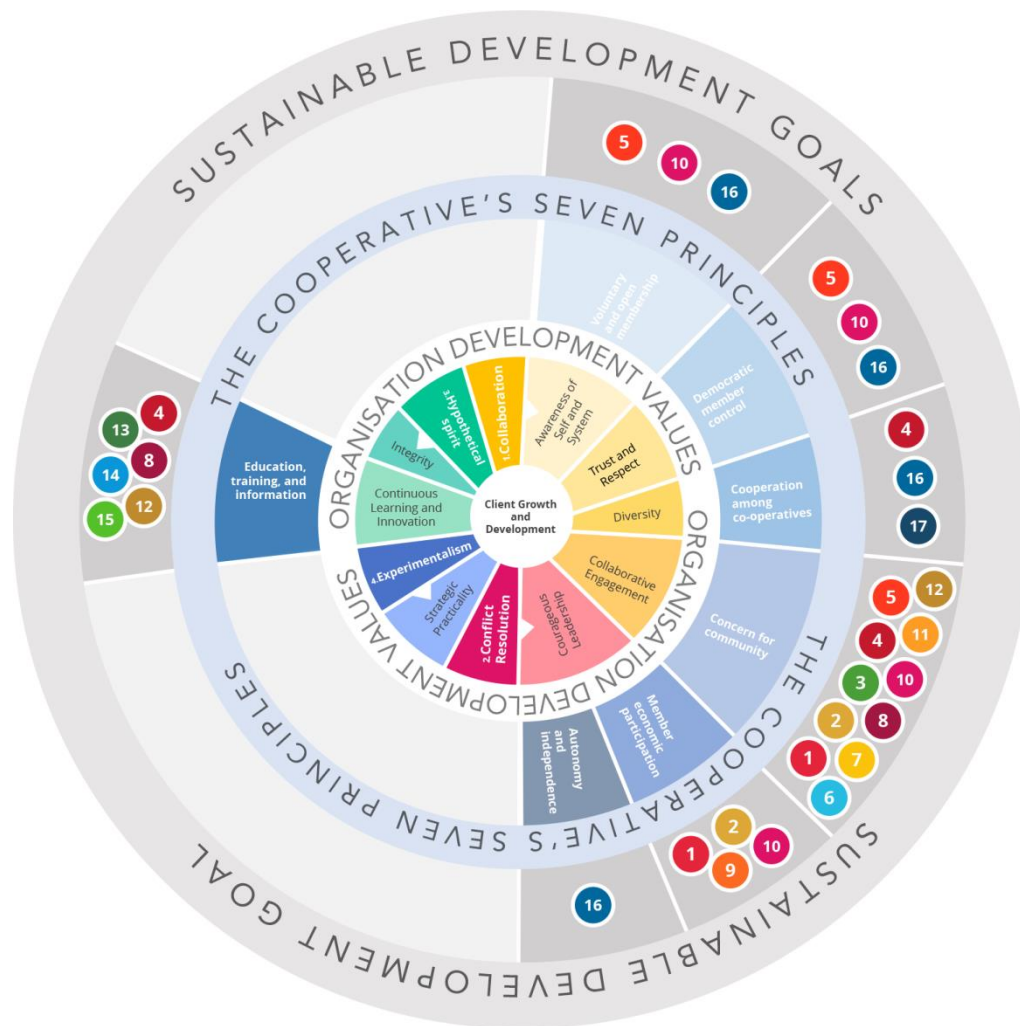 SUSTAINABLE DEVELOPMENT GOALS
5
10
16
5
10
16
4
16
17
5
12
4
11
3
10
2
8
1
7
6
2
1
10
9
16
SUSTAINABLE DEVELOPMENT GOAL
4
13
8
14
12
15
THE COOPERATIVE'S SEVEN PRINCIPLES
Voluntary
and open
membership
Democratic
member
control
Cooperation
among
co-operatives
Concern for
community
Member
economic
participation
Autonomy
and
independence
THE COOPERATIVE'S SEVEN PRINCIPLES
Education,
training, and
information
ORGANISATION DEVELOPMENT VALUES
1.Collaboration
Awareness of
Self and
System
Trust and
Respect
Diversity
Collaborative
Engagement
Courageous
Leadership
2.Conflict
Resolution
Strategic
Practicality
4.Experimentalism
Continuous
Learning and
Innovation
Integrity
3.Hypothetical
spirit
ORGANISATION DEVELOPMENT VALUES
Client Growth
and
Development